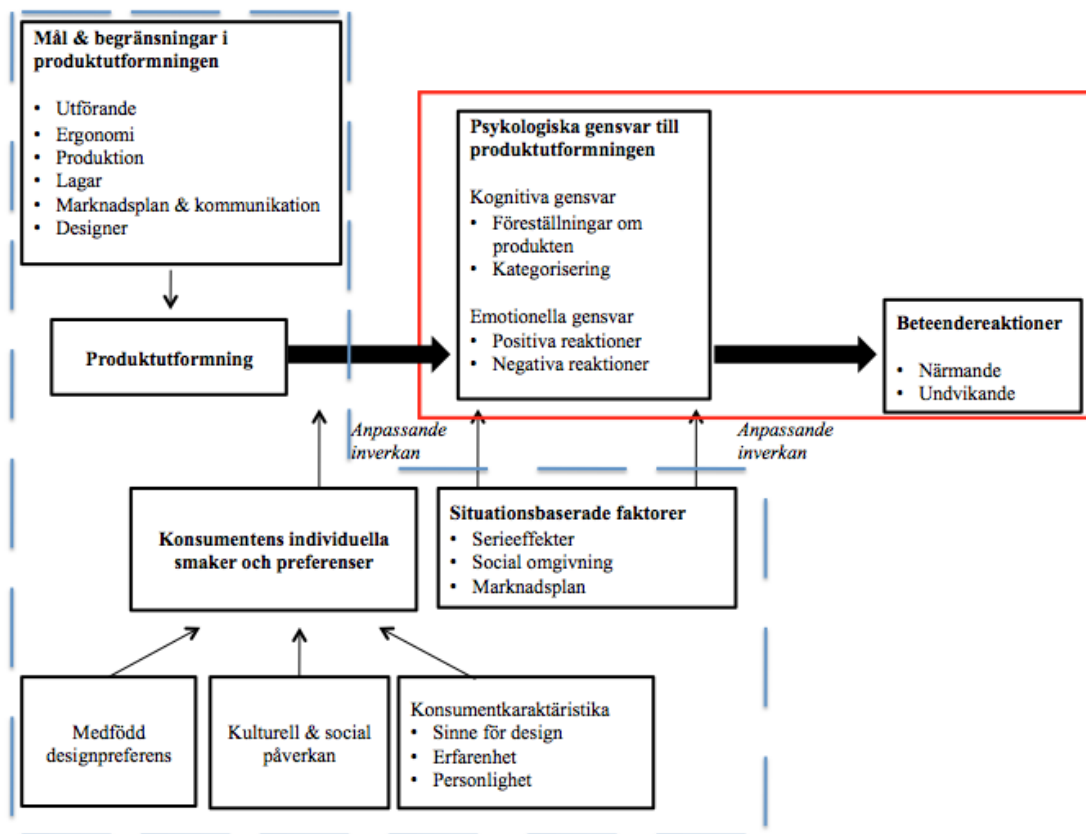 Mål & begränsningar i
produktutformningen
• Utförande
• Ergonomi
• Produktion
• Lagar
• Marknadsplan & kommunikation
• Designer
Produktutformning
Psykologiska gensvar till
produktutformningen
Kognitiva gensvar
• Föreställningar om
produkten
• Kategorisering
Emotionella gensvar
• Positiva reaktioner
• Negativa reaktioner
Beteendereaktioner
• Närmande
• Undvikande
Anpassande
inverkan
Anpassande
inverkan
Konsumentens individuella
smaker och preferenser
Situationsbaserade faktorer
• Serieeffekter
• Social omgivning
• Marknadsplan
Medfödd
designpreferens
Kulturell & social
påverkan
Konsumentkaraktäristika
• Sinne för design
• Erfarenhet
• Personlighet